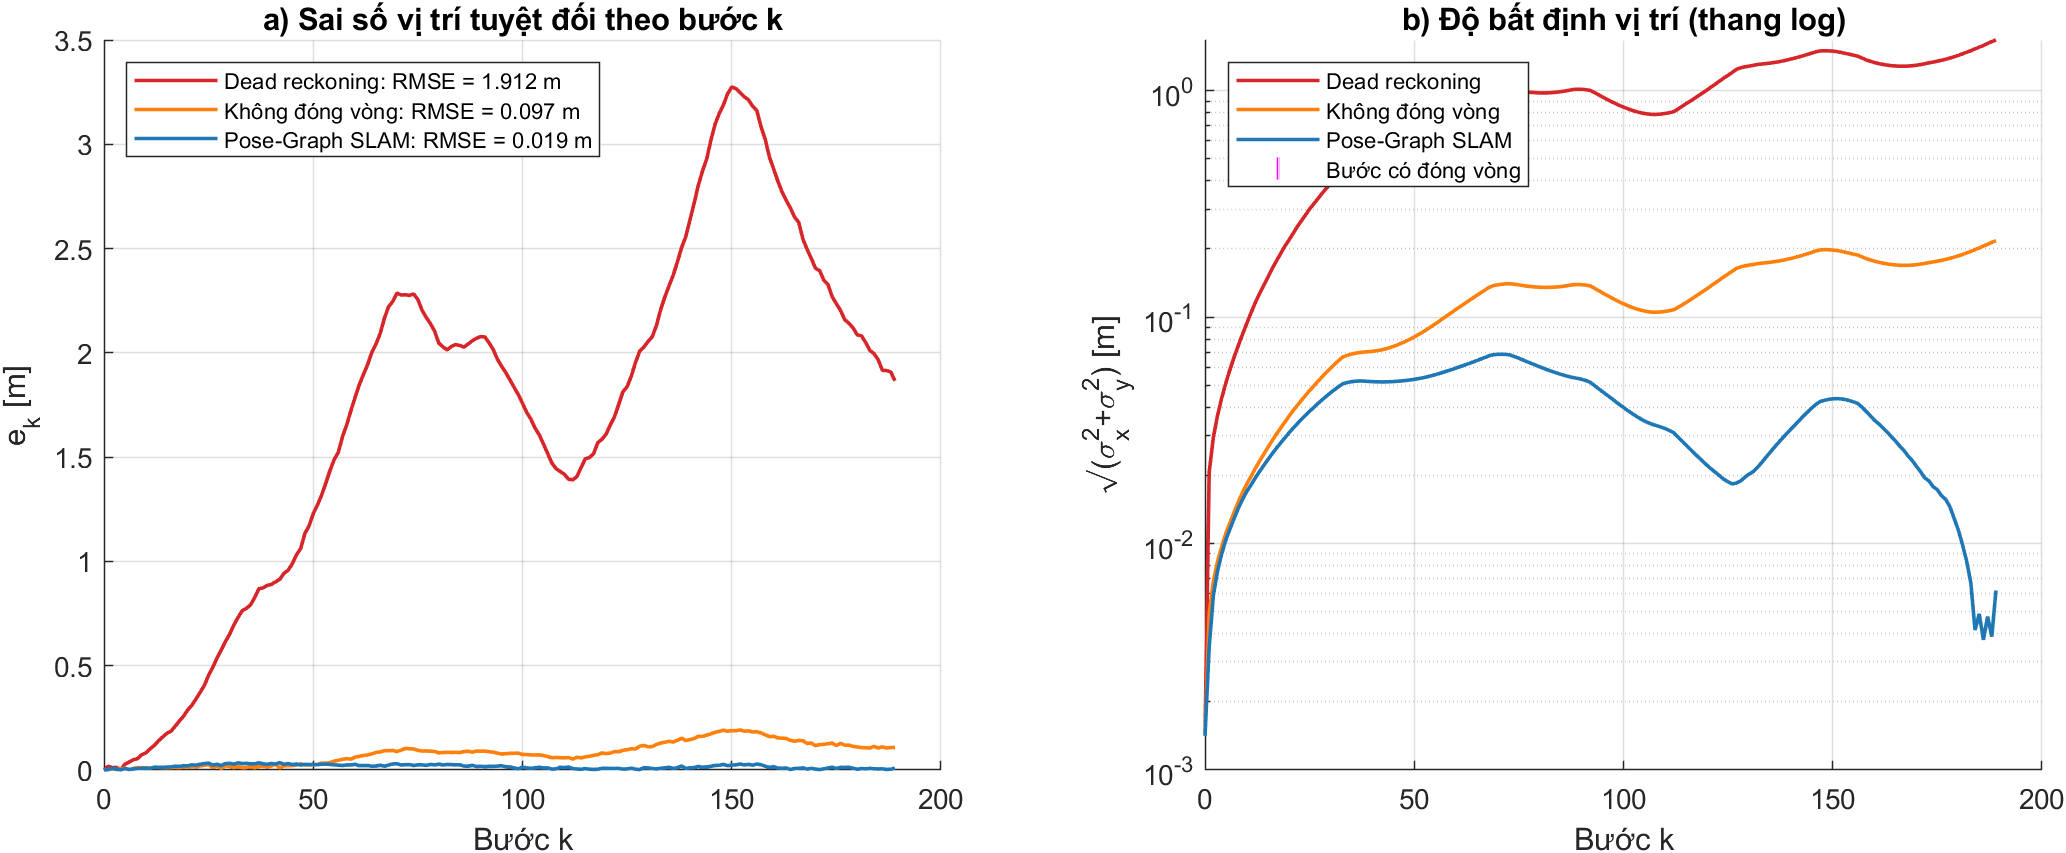 a) Sai số vị trí tuyệt đối theo bước k
3.5
3
2.5
2
1.5
1
0.5
0
0 50 100 150 200
e_k [m]
Bước k
Dead reckoning: RMSE = 1.912 m
Không đóng vòng: RMSE = 0.097 m
Pose-Graph SLAM: RMSE = 0.019 m
b) Độ bất định vị trí (thang log)
10^0
10^-1
10^-2
10^-3
0 50 100 150 200
√(σ_x^2+σ_y^2) [m]
Bước k
Dead reckoning
Không đóng vòng
Pose-Graph SLAM
Bước có đóng vòng